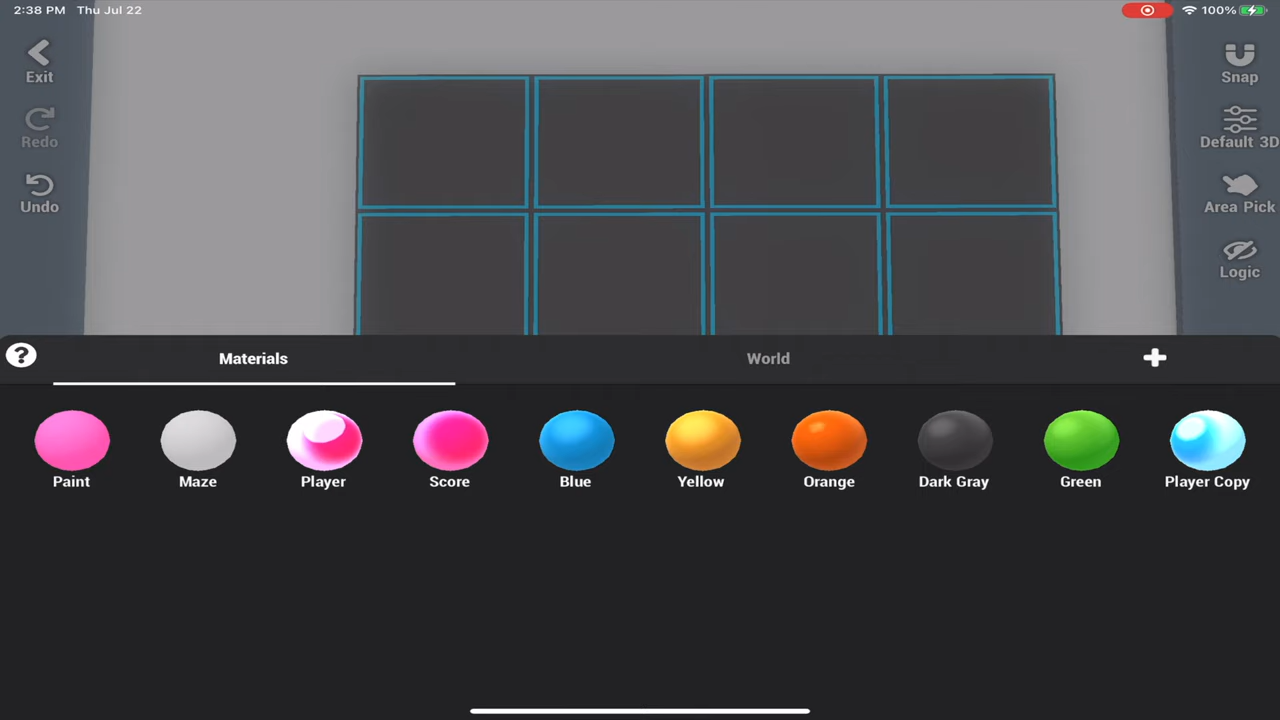 2:38 PM Thu Jul 22
100%
Exit
Redo
Undo
Snap
Default 3D
Area Pick
Logic
?
Materials
World
Paint
Maze
Player
Score
Blue
Yellow
Orange
Dark Gray
Green
Player Copy